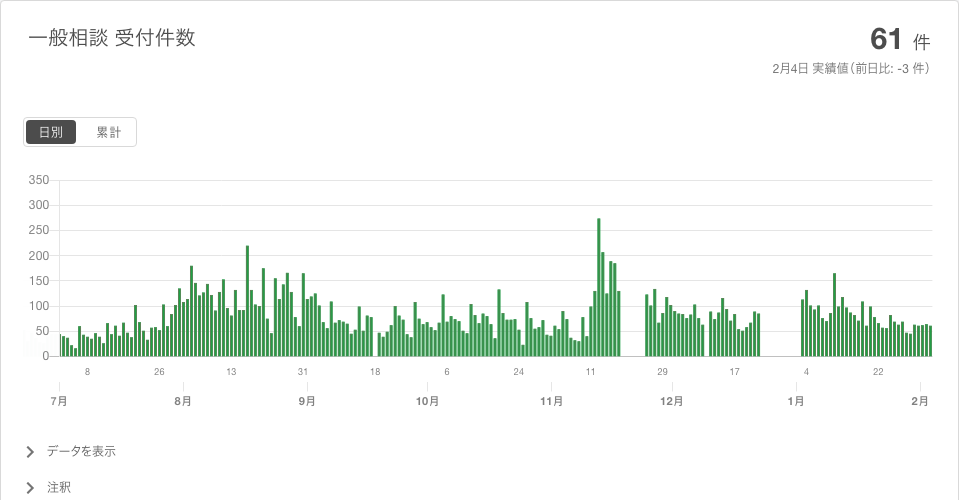 一般相談 受付件数
61 件
2月4日 実績値（前日比: -3 件）
日別 累計
350
300
250
200
150
100
50
0
8 26 13 31 18 6 24 11 29 17 4 22
7月 8月 9月 10月 11月 12月 1月 2月
データを表示
注釈